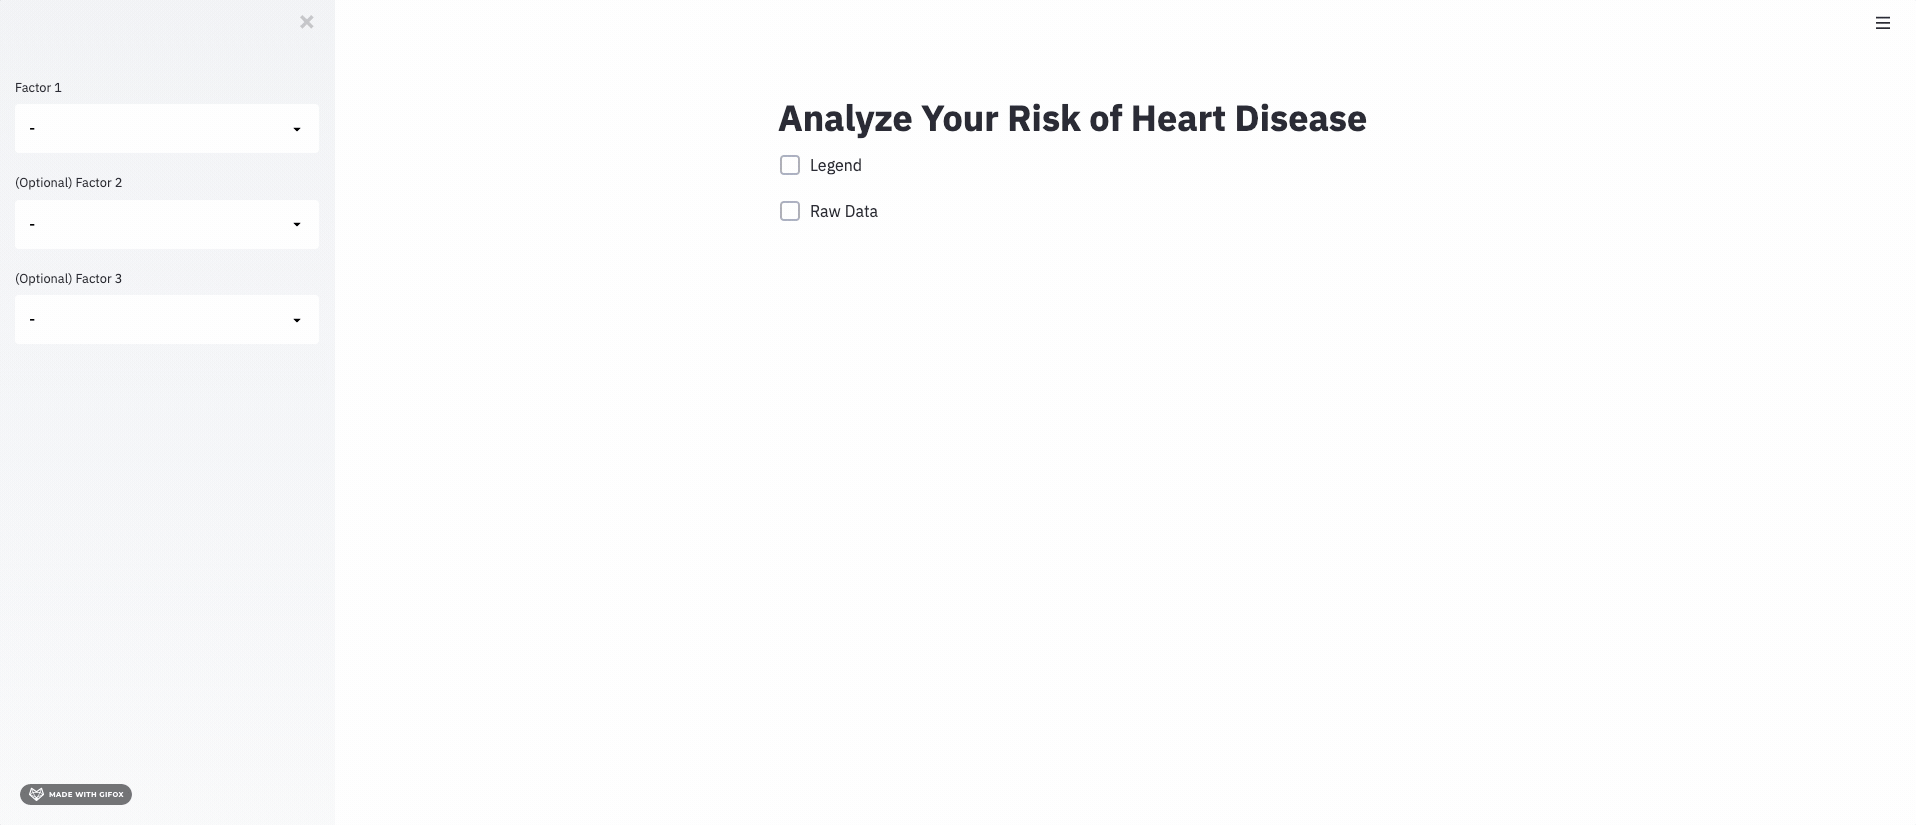 Factor 1
-
(Optional) Factor 2
-
(Optional) Factor 3
-
MADE WITH GIFOX
Analyze Your Risk of Heart Disease
Legend
Raw Data